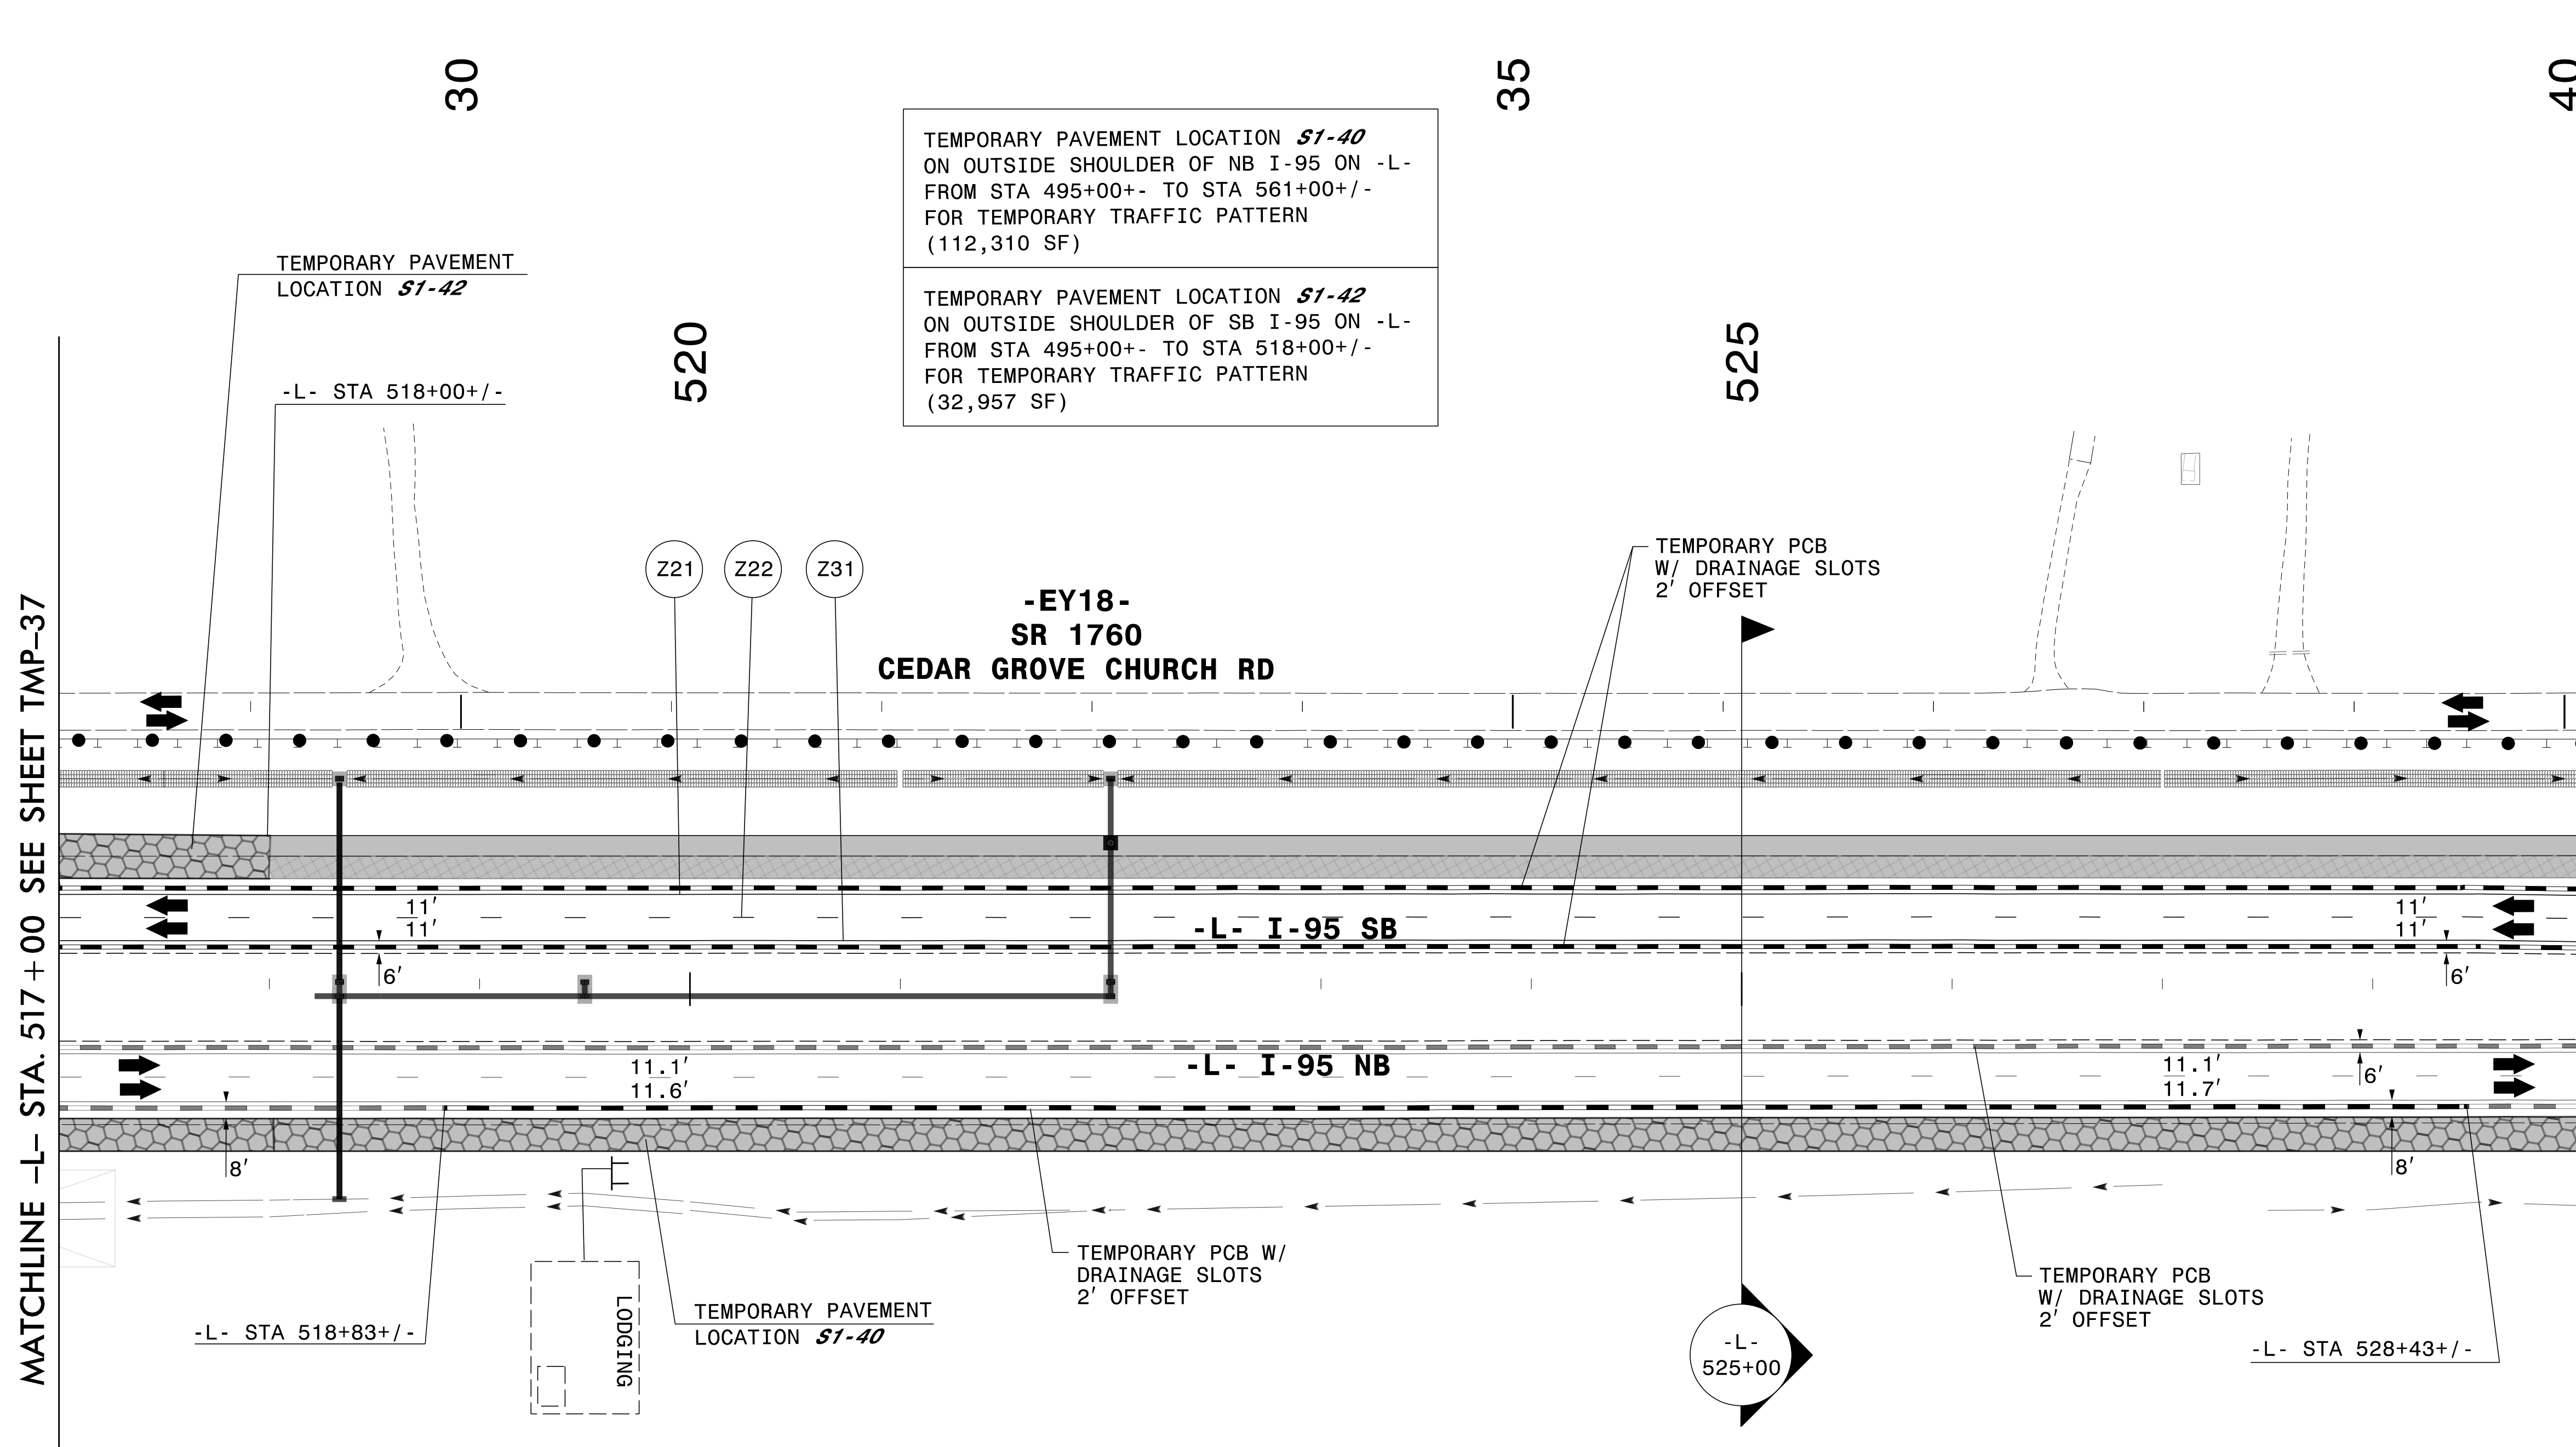 30
35
40
TEMPORARY PAVEMENT LOCATION S1-40
ON OUTSIDE SHOULDER OF NB I-95 ON -L-
FROM STA 495+00+- TO STA 561+00+/-
FOR TEMPORARY TRAFFIC PATTERN
(112,310 SF)
TEMPORARY PAVEMENT LOCATION S1-42
ON OUTSIDE SHOULDER OF SB I-95 ON -L-
FROM STA 495+00+- TO STA 518+00+/-
FOR TEMPORARY TRAFFIC PATTERN
(32,957 SF)
TEMPORARY PAVEMENT
LOCATION S1-42
-L- STA 518+00+/-
520
525
Z21
Z22
Z31
-EY18-
SR 1760
CEDAR GROVE CHURCH RD
TEMPORARY PCB
W/ DRAINAGE SLOTS
2' OFFSET
MATCHLINE -L- STA. 517+00 SEE SHEET TMP-37
11'
11'
6'
-L- I-95 SB
11'
11'
6'
11.1'
11.6'
-L- I-95 NB
11.1'
11.7'
6'
8'
8'
TEMPORARY PCB W/
DRAINAGE SLOTS
2' OFFSET
TEMPORARY PCB
W/ DRAINAGE SLOTS
2' OFFSET
-L- STA 518+83+/-
LODGING
TEMPORARY PAVEMENT
LOCATION S1-40
-L-
525+00
-L- STA 528+43+/-